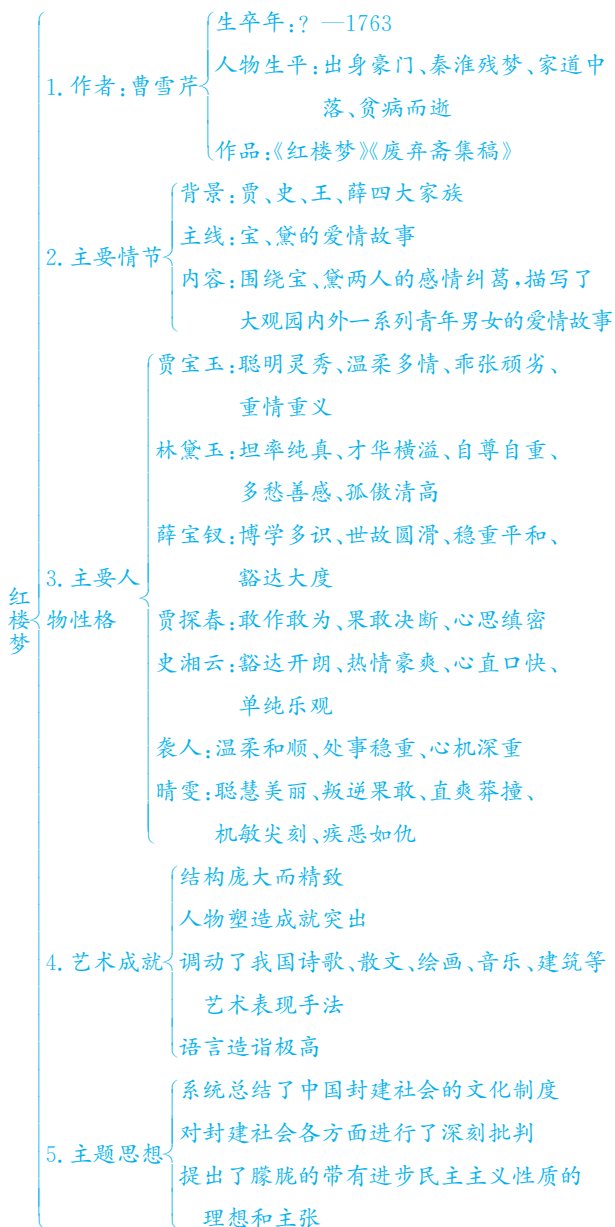 红楼梦
1.作者:曹雪芹
生卒年:? —1763
人物生平:出身豪门、秦淮残梦、家道中
落、贫病而逝
作品:《红楼梦》《废弃斋集稿》
2.主要情节
背景:贾、史、王、薛四大家族
主线:宝、黛的爱情故事
内容:围绕宝、黛两人的感情纠葛,描写了
大观园内外一系列青年男女的爱情故事
3.主要人
物性格
贾宝玉:聪明灵秀、温柔多情、乖张顽劣、
重情重义
林黛玉:坦率纯真、才华横溢、自尊自重、
多愁善感、孤傲清高
薛宝钗:博学多识、世故圆滑、稳重平和、
豁达大度
贾探春:敢作敢为、果敢决断、心思缜密
史湘云:豁达开朗、热情豪爽、心直口快、
单纯乐观
袭人:温柔和顺、处事稳重、心机深重
晴雯:聪慧美丽、叛逆果敢、直爽莽撞、
机敏尖刻、疾恶如仇
4.艺术成就
结构庞大而精致
人物塑造成就突出
调动了我国诗歌、散文、绘画、音乐、建筑等
艺术表现手法
语言造诣极高
5.主题思想
系统总结了中国封建社会的文化制度
对封建社会各方面进行了深刻批判
提出了朦胧的带有进步民主主义性质的
理想和主张